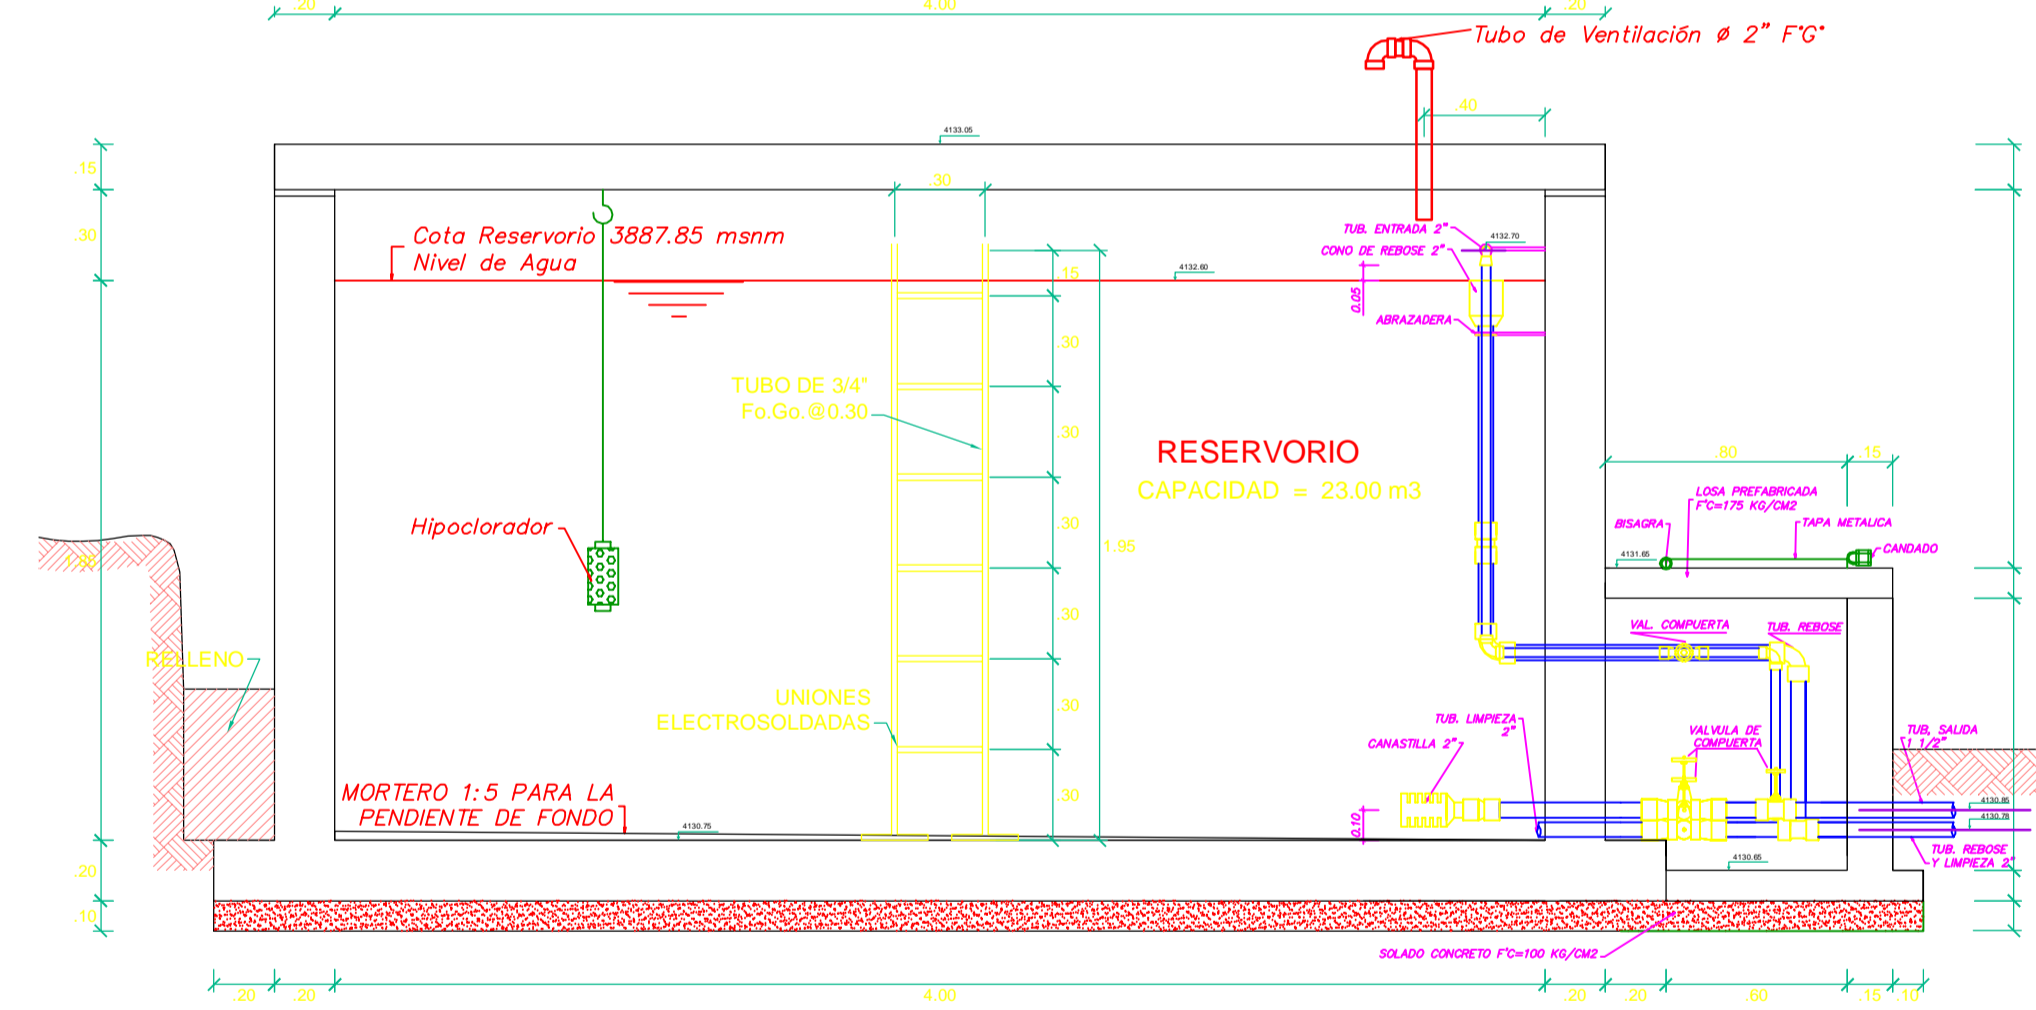 .20
4.00
.20
Tubo de Ventilación ø 2" F°G°
.40
4133.05
.15
.30
.30
Cota Reservorio 3887.85 msnm
Nivel de Agua
TUB. ENTRADA 2"
4132.70
CONO DE REBOSE 2"
4132.60
.15
0.05
ABRAZADERA
.30
TUBO DE 3/4"
Fo.Go.@0.30
.30
RESERVORIO
CAPACIDAD = 23.00 m3
.80
.15
LOSA PREFABRICADA
F'C=175 KG/CM2
BISAGRA
TAPA METALICA
CANDADO
Hipoclorador
.30
1.95
4131.65
1.85
.30
VAL. COMPUERTA
TUB. REBOSE
RELLENO
UNIONES
ELECTROSOLDADAS
.30
TUB. LIMPIEZA
2"
CANASTILLA 2"
VALVULA DE
COMPUERTA
TUB. SALIDA
1 1/2"
MORTERO 1:5 PARA LA
PENDIENTE DE FONDO
.30
4130.75
0.10
4130.85
4130.78
TUB. REBOSE
Y LIMPIEZA 2"
4130.65
.20
.10
SOLADO CONCRETO F'C=100 KG/CM2
.20
.20
4.00
.20
.20
.60
.15
.10